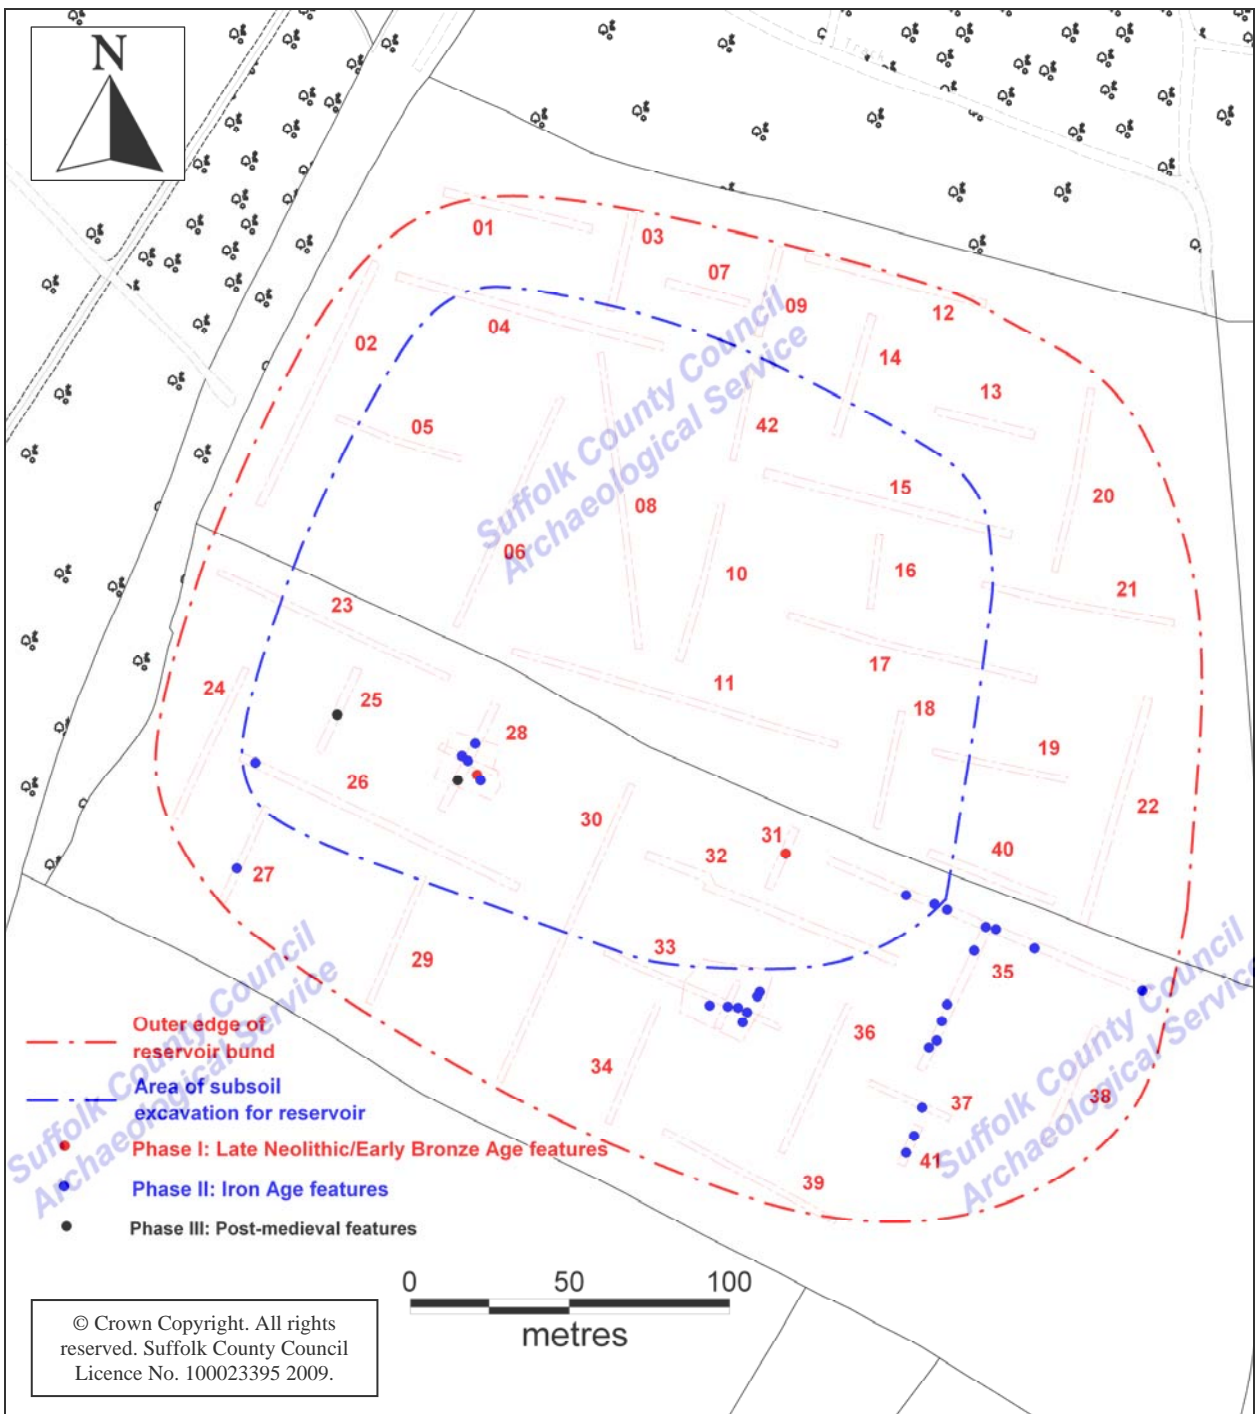 N
Track
01
03
07
09
12
02
04
14
13
05
42
15
20
08
06
10
16
21
23
17
24
25
11
18
28
19
26
30
22
31
32
40
27
33
29
35
36
34
37
38
41
39
Suffolk County Council
Archaeological Service
Suffolk County Council
Archaeological Service
Suffolk County Council
Archaeological Service
Outer edge of
reservoir bund
Area of subsoil
excavation for reservoir
Phase I: Late Neolithic/Early Bronze Age features
Phase II: Iron Age features
Phase III: Post-medieval features
0 50 100
metres
© Crown Copyright. All rights
reserved. Suffolk County Council
Licence No. 100023395 2009.